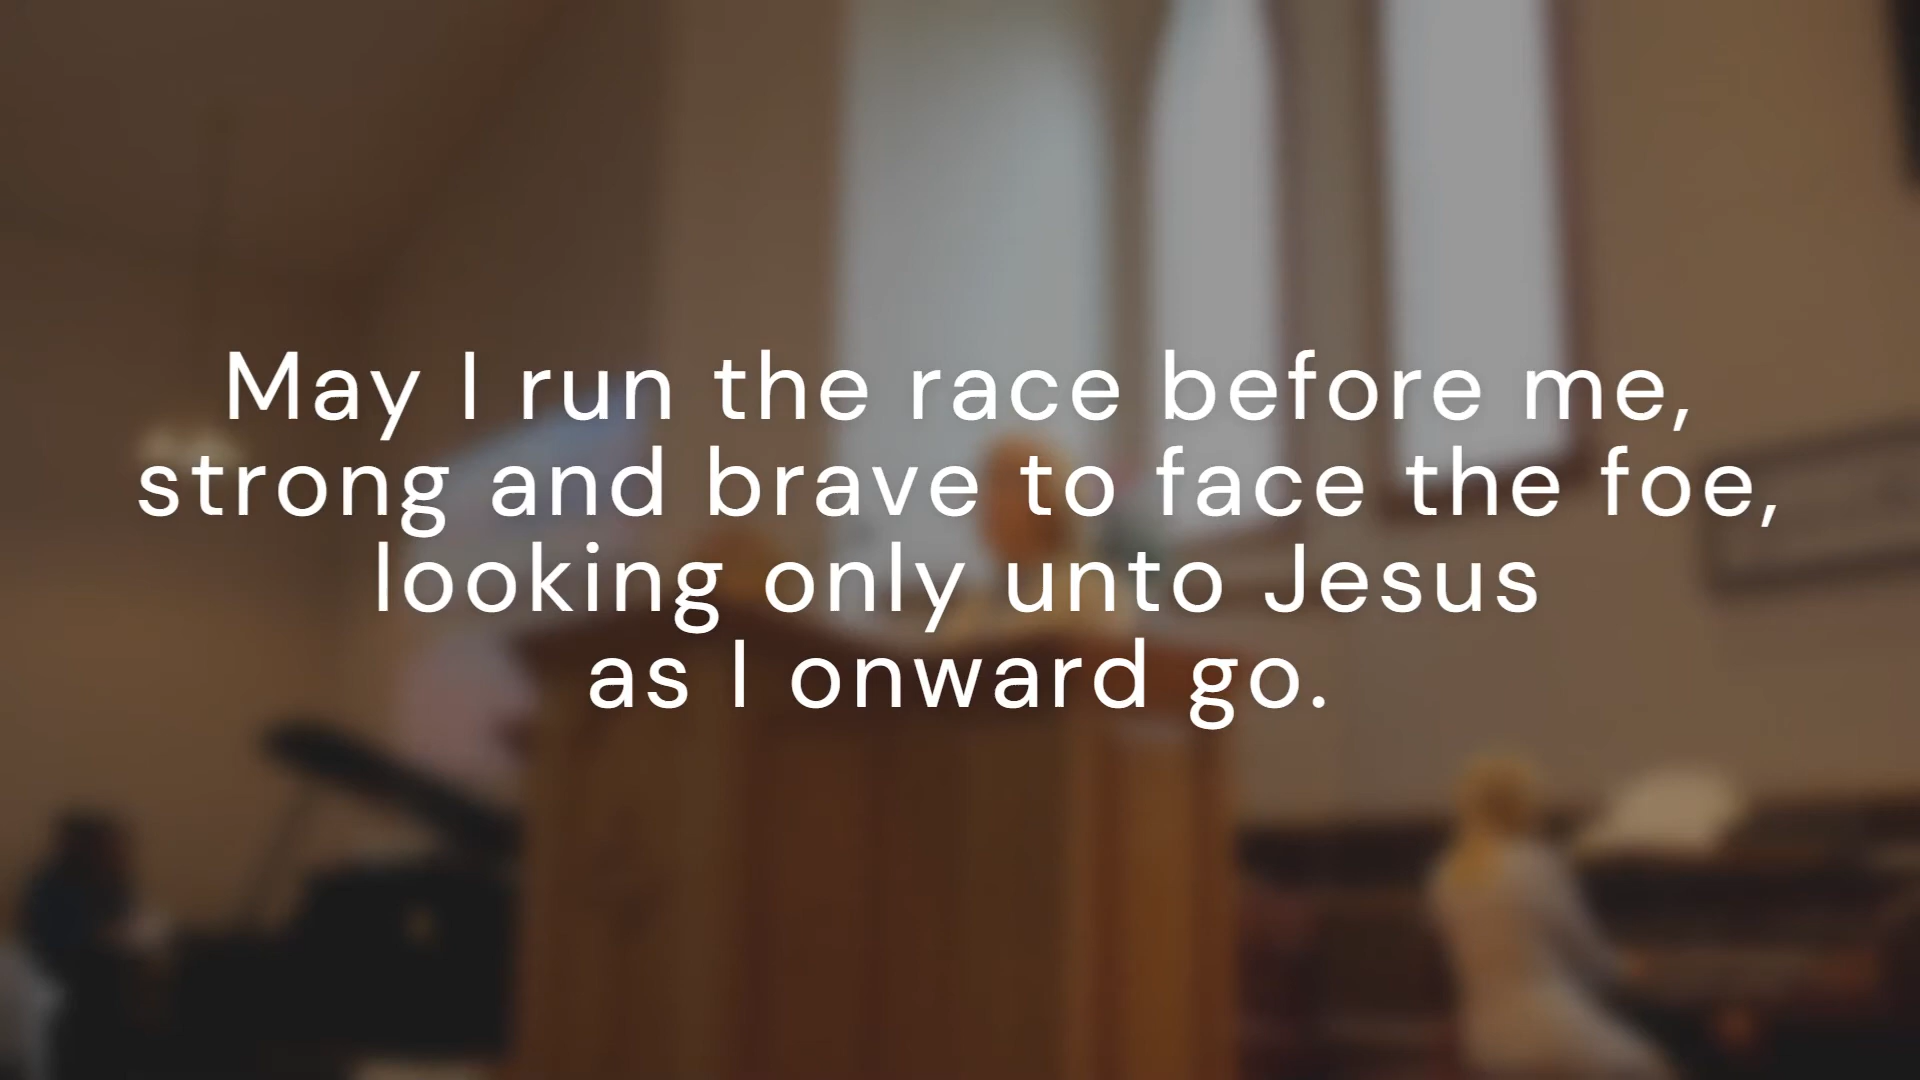 May I run the race before me,
strong and brave to face the foe,
looking only unto Jesus
as I onward go.